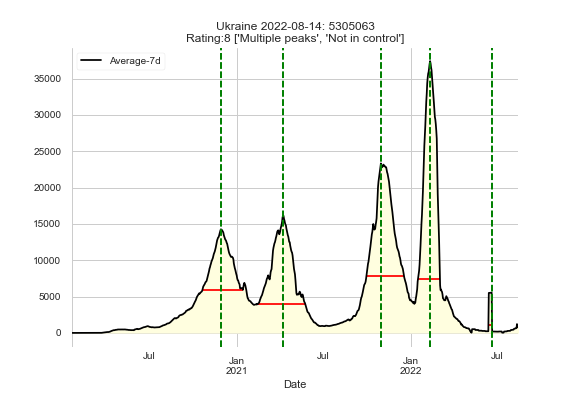 Ukraine 2022-08-14: 5305063
Rating:8 ['Multiple peaks', 'Not in control']
Average-7d
35000
30000
25000
20000
15000
10000
5000
0
Jul
Jan
2021
Jul
Jan
2022
Jul
Date